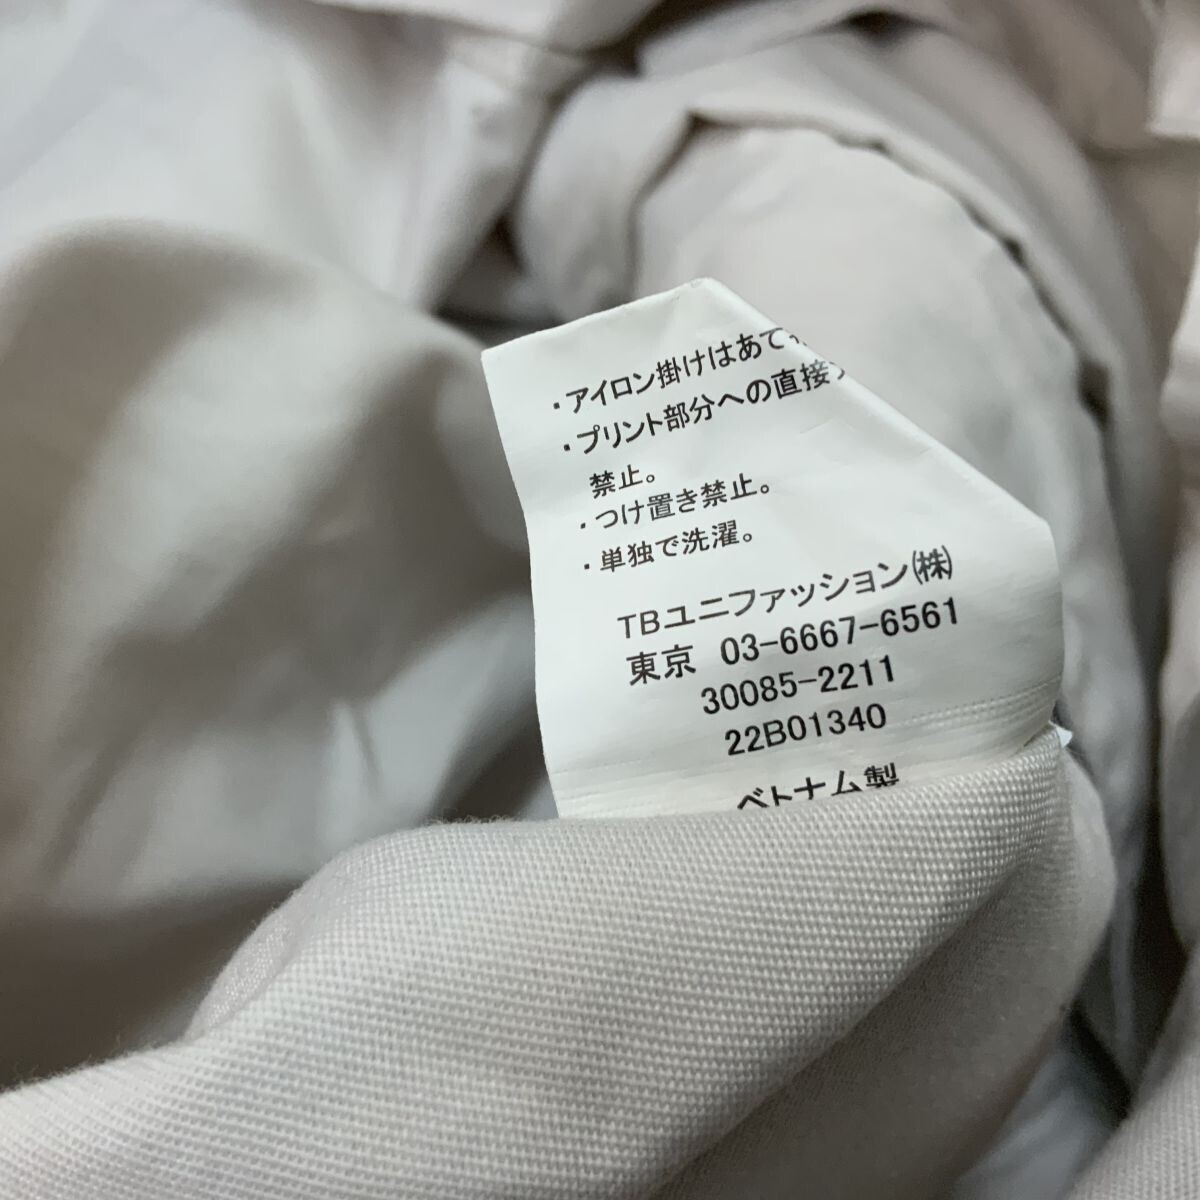 ・アイロン掛けはあて
・プリント部分への直接
禁止。
・つけ置き禁止。
・単独で洗濯。
TBユニファッション㈱
東京 03-6667-6561
30085-2211
22B01340
ベトナム製